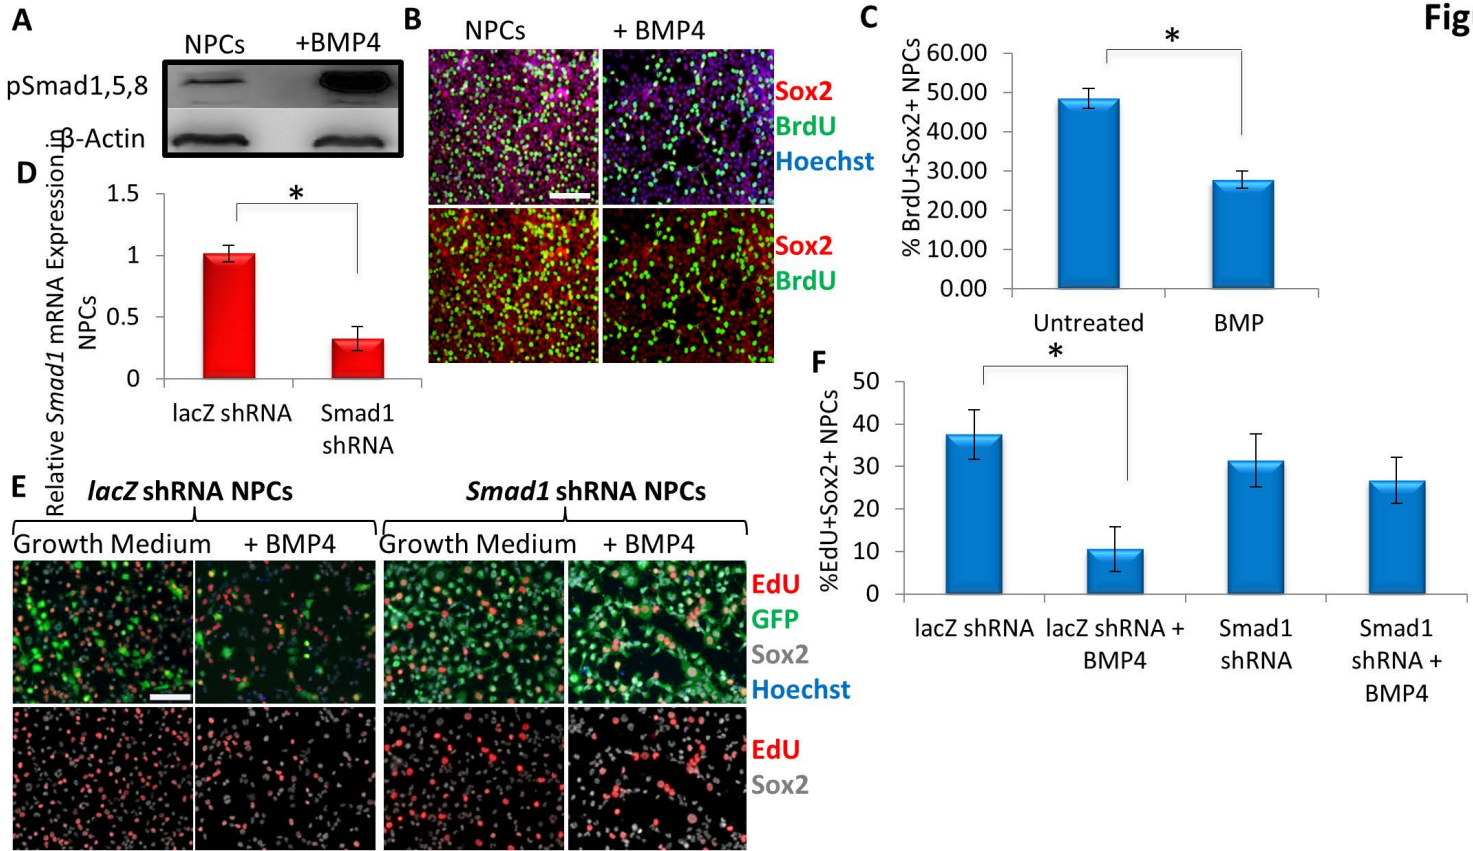 A
NPCs
+BMP4
pSmad1,5,8
β-Actin
B
NPCs
+ BMP4
Sox2
BrdU
Hoechst
Sox2
BrdU
C
Fig
% BrdU+Sox2+ NPCs
60.00
50.00
40.00
30.00
20.00
10.00
0.00
*
Untreated
BMP
D
Relative Smad1 mRNA Expression in
NPCs
1.5
1
0.5
0
*
lacZ shRNA
Smad1
shRNA
E
lacZ shRNA NPCs
Smad1 shRNA NPCs
Growth Medium
+ BMP4
Growth Medium
+ BMP4
EdU
GFP
Sox2
Hoechst
EdU
Sox2
F
%EdU+Sox2+ NPCs
50
40
30
20
10
0
*
lacZ shRNA
lacZ shRNA +
BMP4
Smad1
shRNA
Smad1
shRNA +
BMP4